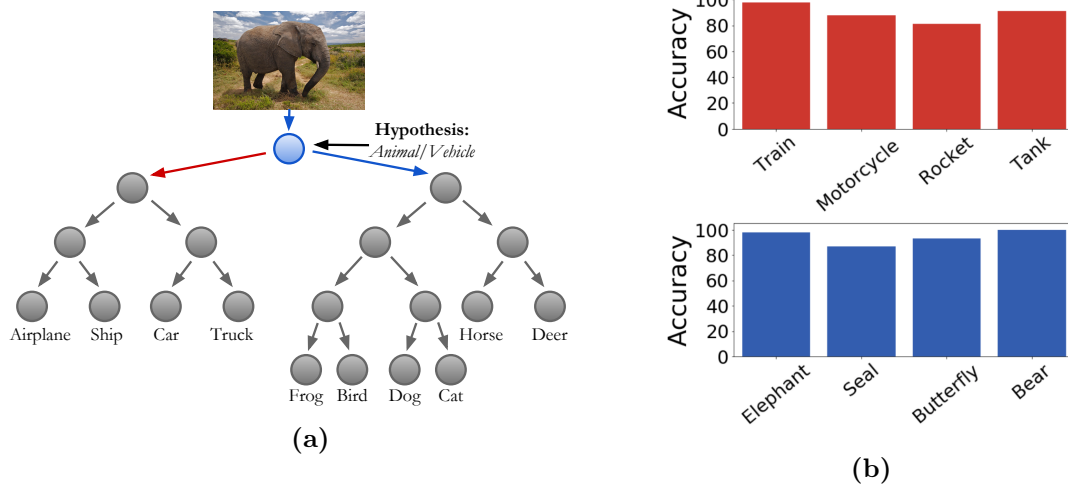 Hypothesis:
Animal/Vehicle
Airplane Ship Car Truck Horse Deer
Frog Bird Dog Cat
(a)
Accuracy
100
80
60
40
20
0
Train Motorcycle Rocket Tank
Accuracy
100
80
60
40
20
0
Elephant Seal Butterfly Bear
(b)